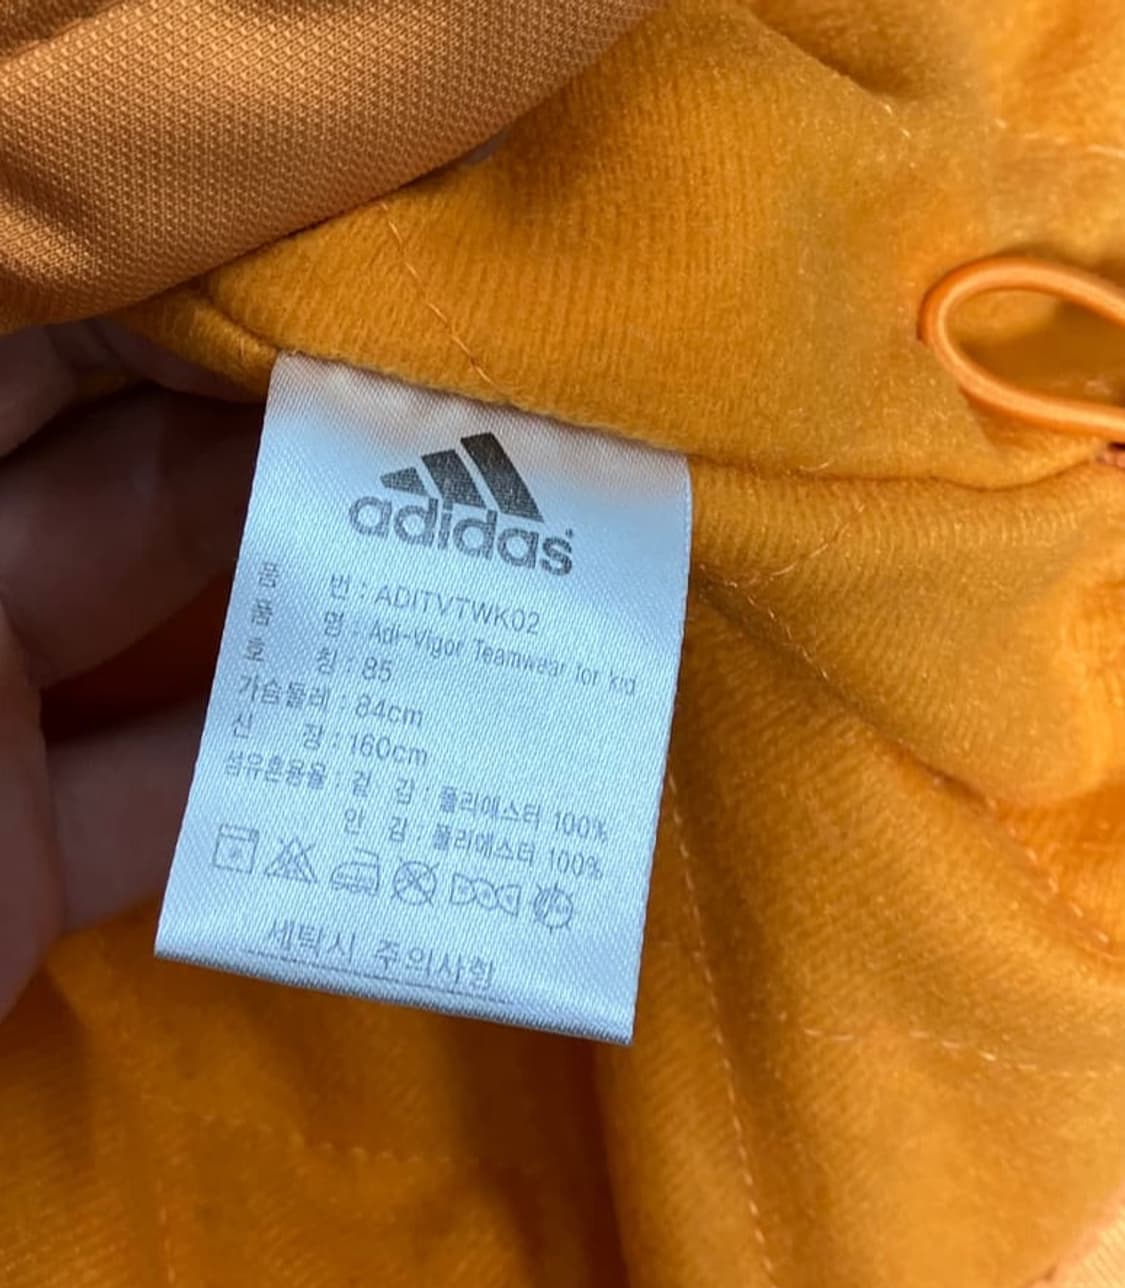 adidas
품 번 : ADITVTWK02
품 명 : Adi-Vigor Teamwear for kid
호 칭 : 85
가슴둘레 : 84cm
신 장 : 160cm
섬유혼용율 : 겉 감 : 폴리에스터 100%
안 감 : 폴리에스터 100%
세탁시 주의사항